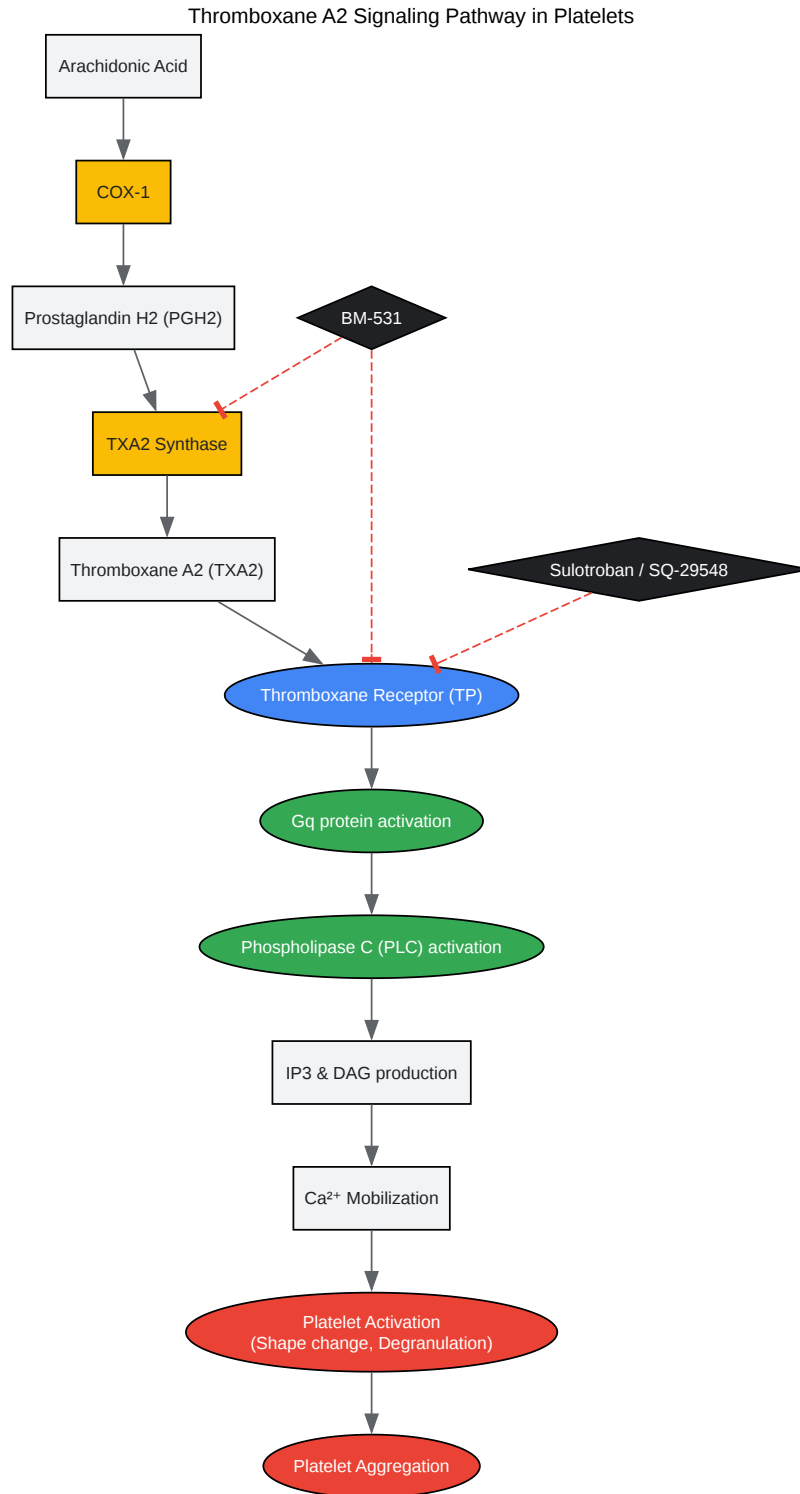 Thromboxane A2 Signaling Pathway in Platelets
Arachidonic Acid
COX-1
Prostaglandin H2 (PGH2)
BM-531
TXA2 Synthase
Thromboxane A2 (TXA2)
Sulotroban / SQ-29548
Thromboxane Receptor (TP)
Gq protein activation
Phospholipase C (PLC) activation
IP3 & DAG production
Ca²⁺ Mobilization
Platelet Activation
(Shape change, Degranulation)
Platelet Aggregation